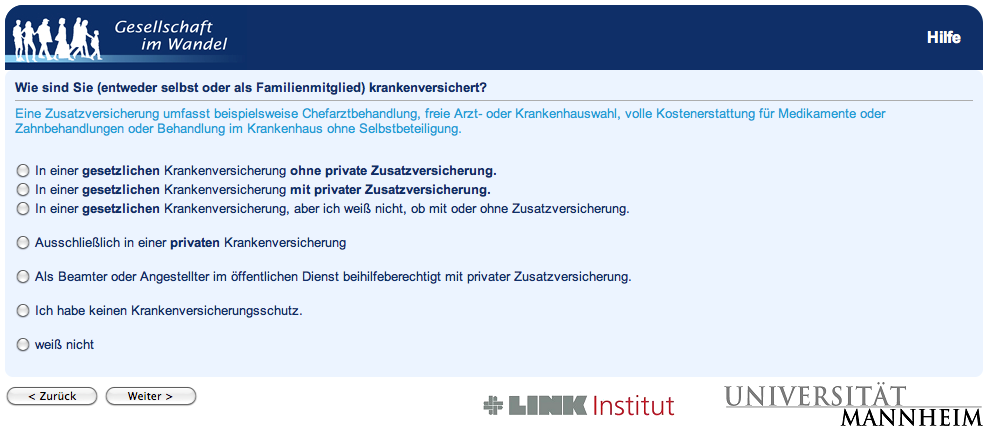 Gesellschaft
im Wandel
Hilfe
Wie sind Sie (entweder selbst oder als Familienmitglied) krankenversichert?
Eine Zusatzversicherung umfasst beispielsweise Chefarztbehandlung, freie Arzt- oder Krankenhauswahl, volle Kostenerstattung für Medikamente oder
Zahnbehandlungen oder Behandlung im Krankenhaus ohne Selbstbeteiligung.
In einer gesetzlichen Krankenversicherung ohne private Zusatzversicherung.
In einer gesetzlichen Krankenversicherung mit privater Zusatzversicherung.
In einer gesetzlichen Krankenversicherung, aber ich weiß nicht, ob mit oder ohne Zusatzversicherung.
Ausschließlich in einer privaten Krankenversicherung
Als Beamter oder Angestellter im öffentlichen Dienst beihilfeberechtigt mit privater Zusatzversicherung.
Ich habe keinen Krankenversicherungsschutz.
weiß nicht
< Zurück
Weiter >
LINK Institut
UNIVERSITÄT
MANNHEIM